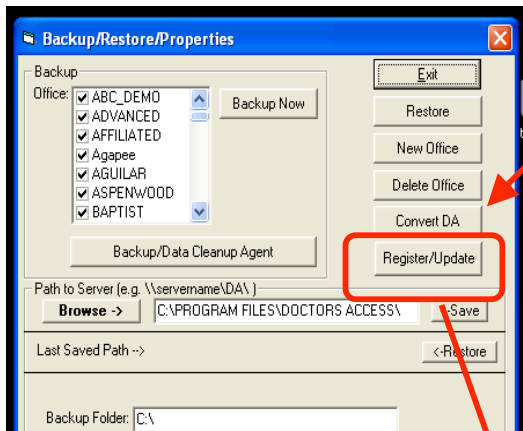 Backup/Restore/Properties
Backup
Office:
ABC_DEMO
ADVANCED
AFFILIATED
Agapee
AGUILAR
ASPENWOOD
BAPTIST
Backup Now
Backup/Data Cleanup Agent
Exit
Restore
New Office
Delete Office
Convert DA
Register/Update
Path to Server (e.g. \\servername\DA\ )
Browse -> C:\PROGRAM FILES\DOCTORS ACCESS\ -Save
Last Saved Path --> <-Restore
Backup Folder: C:\